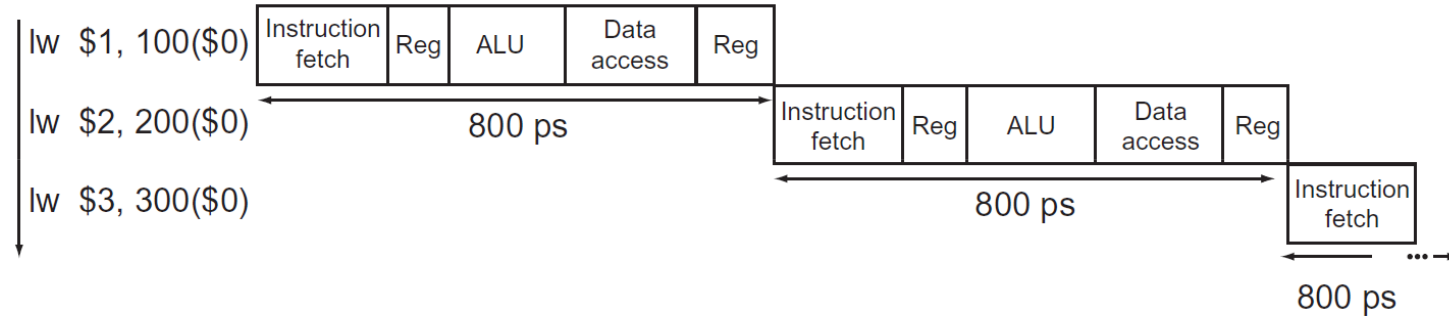 lw $1, 100($0)
Instruction
fetch
Reg
ALU
Data
access
Reg
800 ps
lw $2, 200($0)
Instruction
fetch
Reg
ALU
Data
access
Reg
800 ps
lw $3, 300($0)
Instruction
fetch
...
800 ps